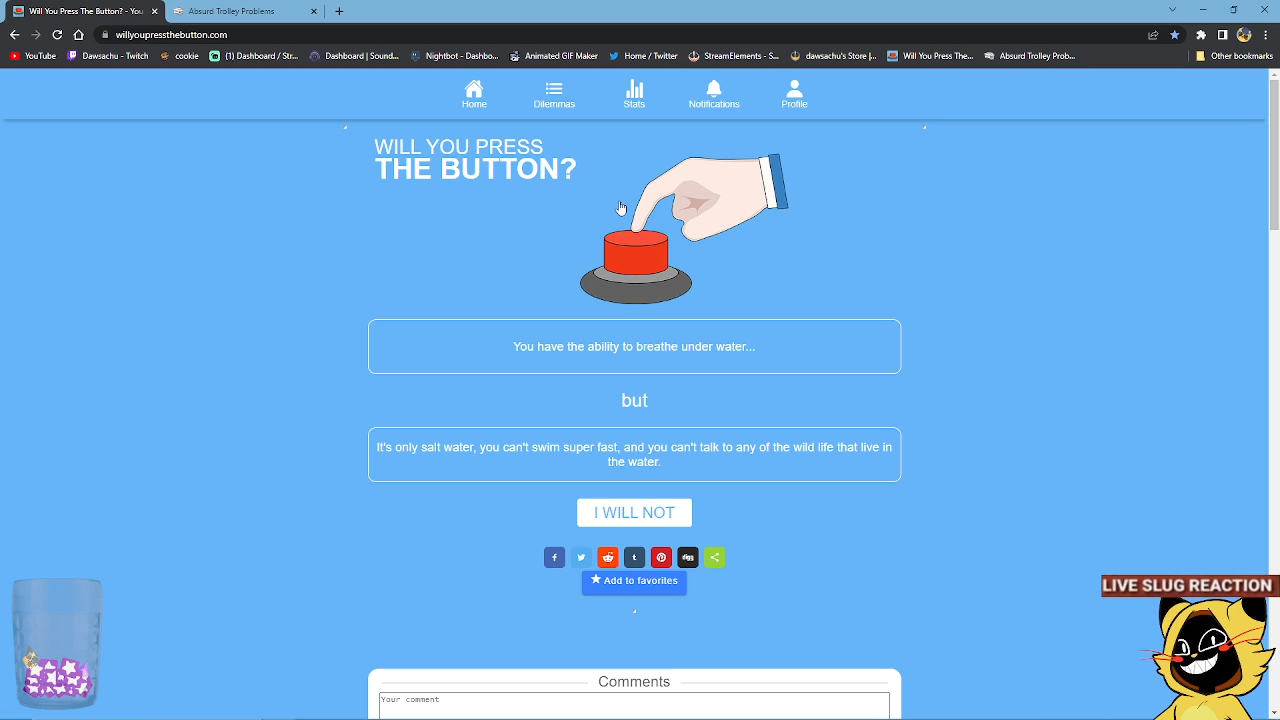 Will You Press The Button? - You
Absurd Trolley Problems
willyoupressthebutton.com
YouTube
Dawsachu - Twitch
cookie
(1) Dashboard / Str...
Dashboard | Sound...
Nightbot - Dashbo...
Animated GIF Maker
Home / Twitter
StreamElements - S...
dawsachu's Store |...
Will You Press The...
Absurd Trolley Prob...
Other bookmarks
Home
Dilemmas
Stats
Notifications
Profile
WILL YOU PRESS
THE BUTTON?
You have the ability to breathe under water...
but
It's only salt water, you can't swim super fast, and you can't talk to any of the wild life that live in
the water.
I WILL NOT
f
t
digg
Add to favorites
LIVE SLUG REACTION
Comments
Your comment